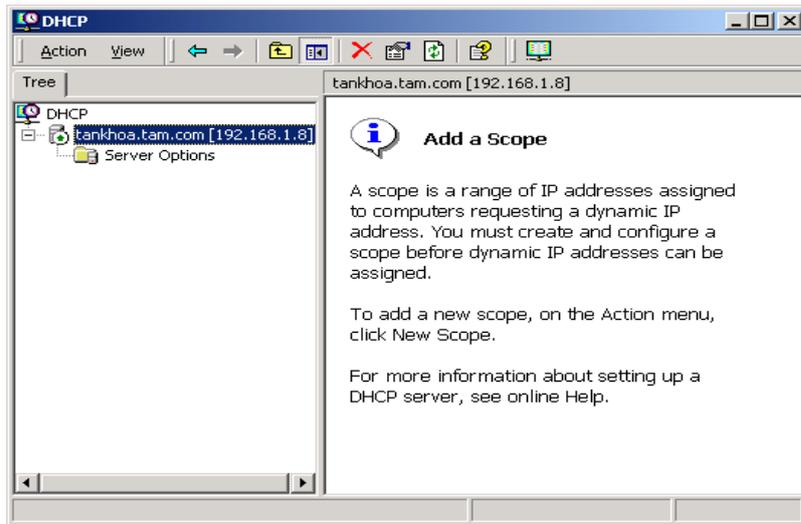 DHCP
Action View
Tree
tankhoa.tam.com [192.168.1.8]
DHCP
tankhoa.tam.com [192.168.1.8]
Server Options
Add a Scope
A scope is a range of IP addresses assigned
to computers requesting a dynamic IP
address. You must create and configure a
scope before dynamic IP addresses can be
assigned.
To add a new scope, on the Action menu,
click New Scope.
For more information about setting up a
DHCP server, see online Help.